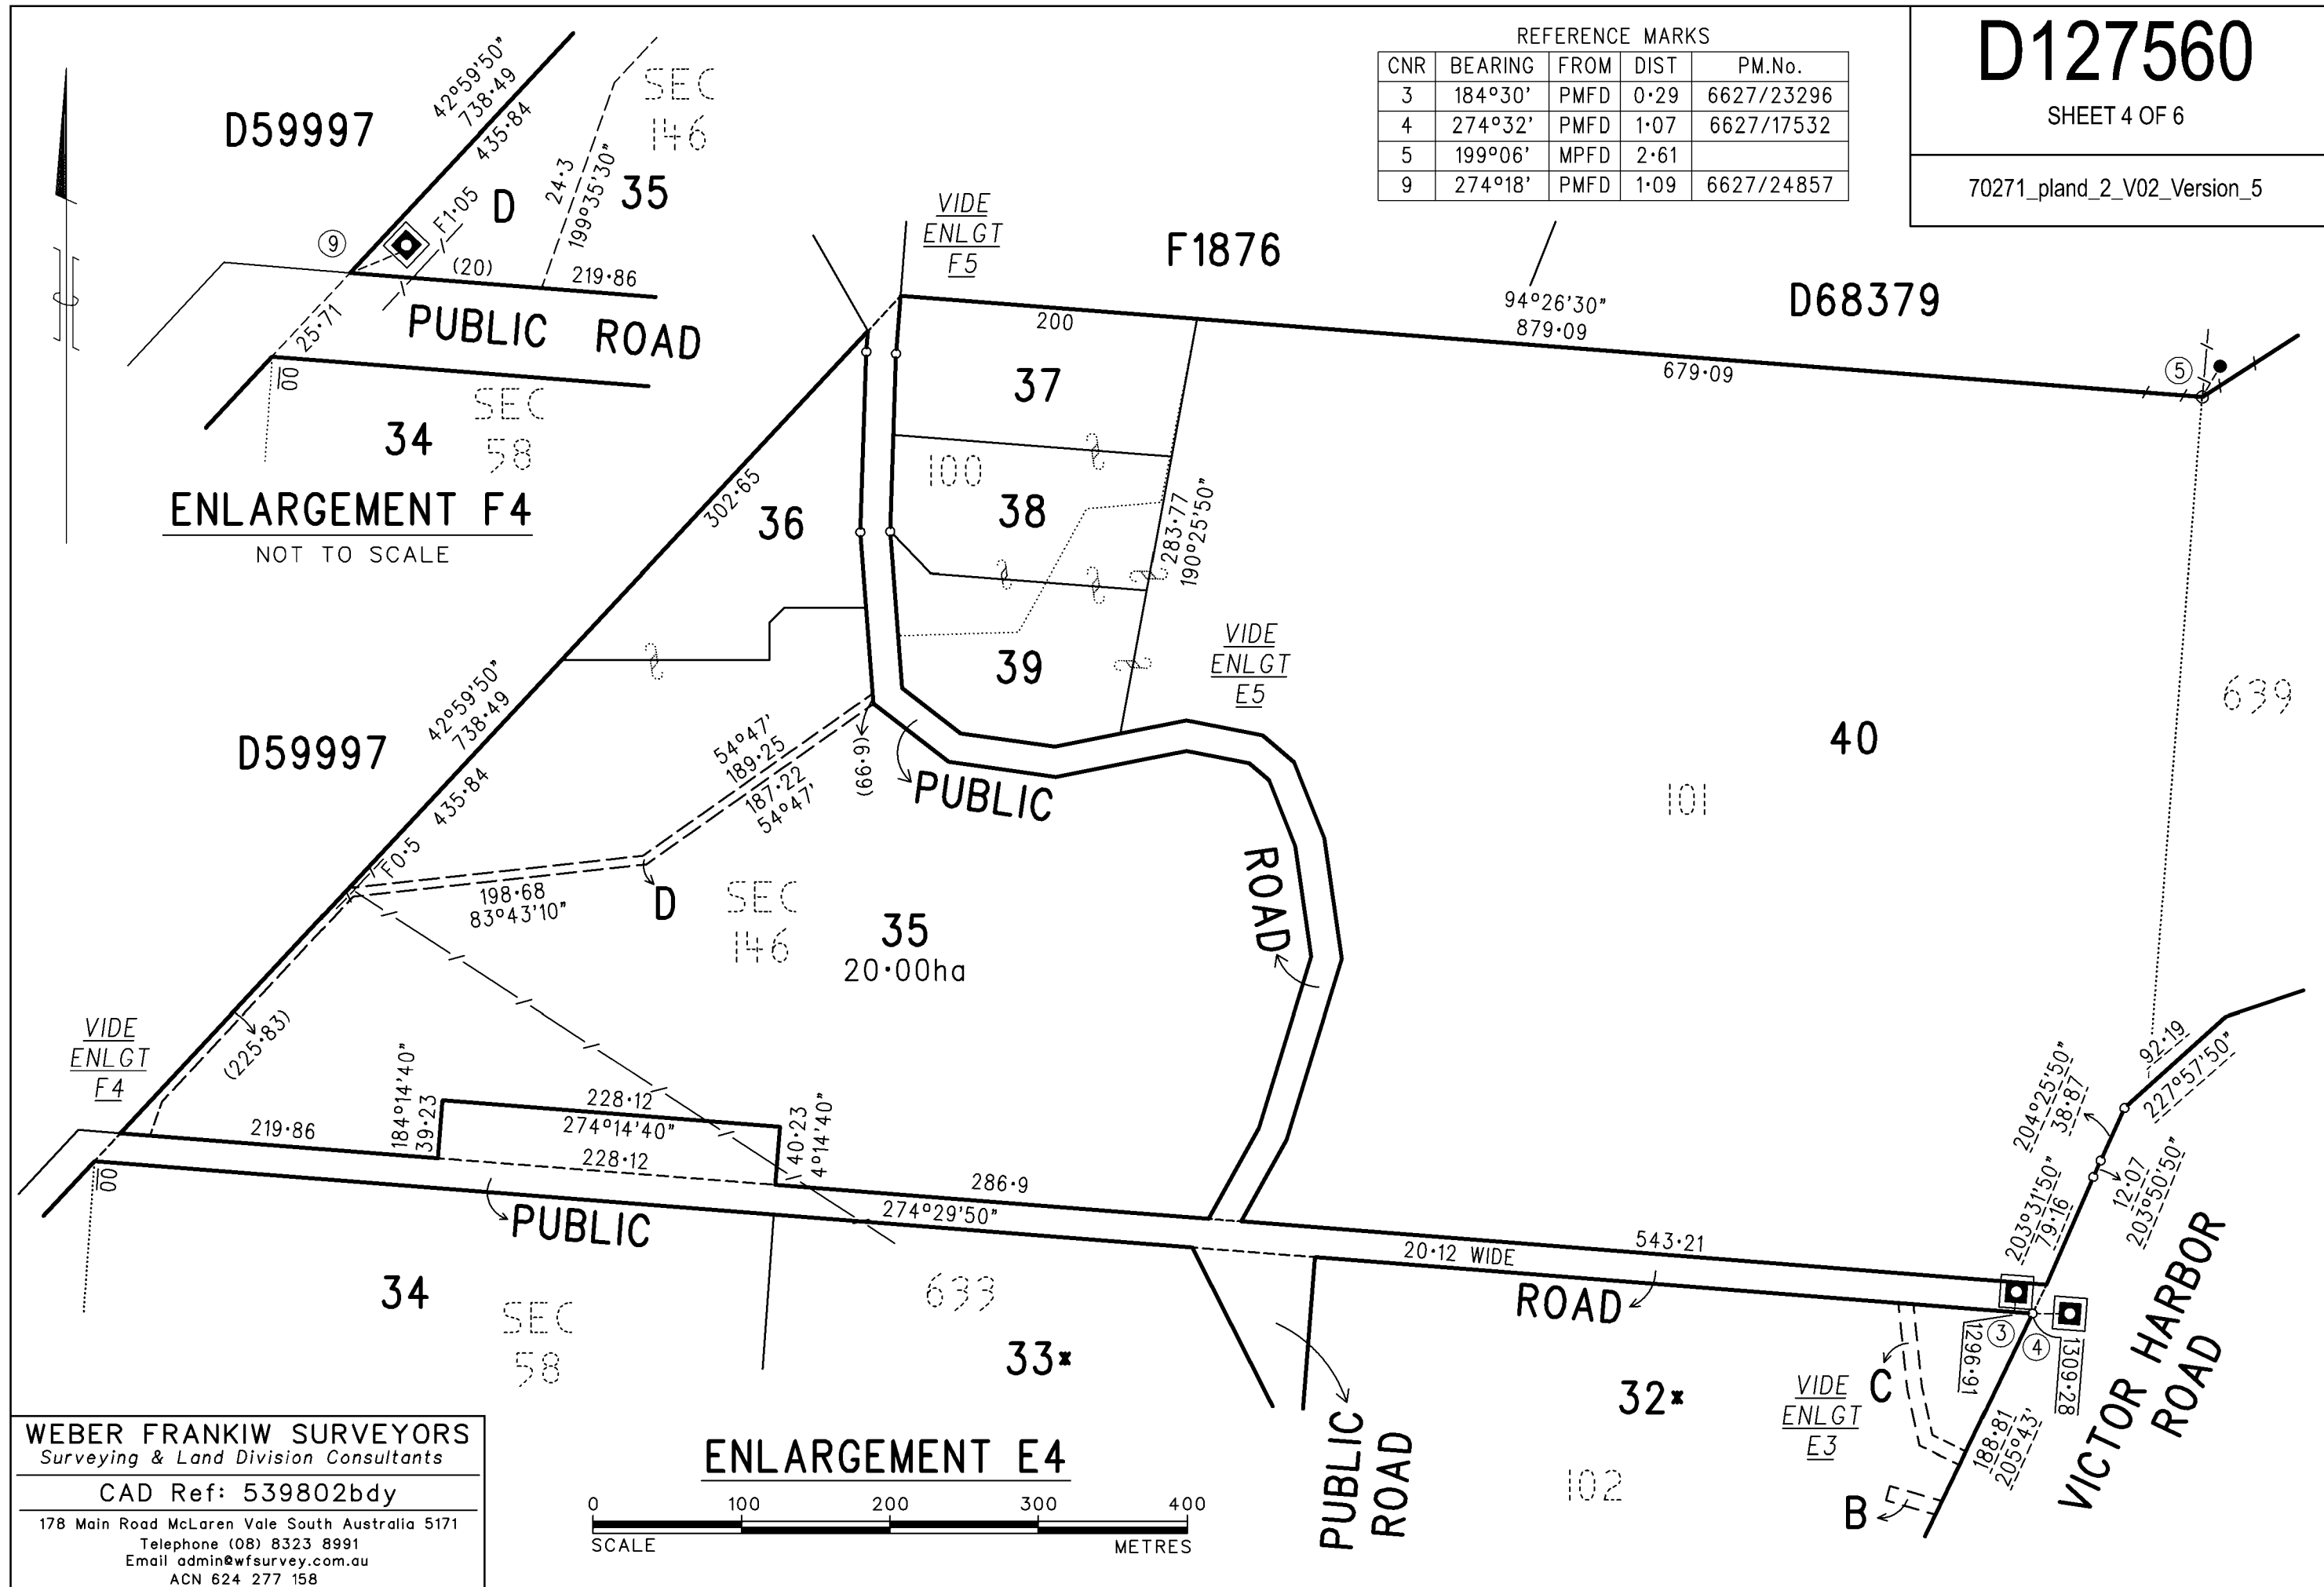 D127560
SHEET 4 OF 6
70271_pland_2_V02_Version_5
REFERENCE MARKS
CNR BEARING FROM DIST PM.No.
3 184°30' PMFD 0·29 6627/23296
4 274°32' PMFD 1·07 6627/17532
5 199°06' MPFD 2·61
9 274°18' PMFD 1·09 6627/24857
D59997
42°59'50"
738·49
435·84
SEC
146
24·3
199°35'30"
35
D
F1·05
9
(20)
219·86
25·71
PUBLIC ROAD
00
SEC
58
34
ENLARGEMENT F4
NOT TO SCALE
VIDE
ENLGT
F5
F1876
94°26'30"
879·09
D68379
200
679·09
5
37
100
38
283·77
190°25'50"
302·65
36
39
VIDE
ENLGT
E5
639
40
101
D59997
42°59'50"
738·49
435·84
F0·5
54°47'
189·25
187·22
54°47'
(6·99)
PUBLIC
ROAD
198·68
83°43'10"
D
SEC
146
35
20·00ha
(225·83)
VIDE
ENLGT
F4
219·86
184°14'40"
39·23
228·12
274°14'40"
228·12
40·23
4°14'40"
286·9
274°29'50"
00
PUBLIC
20·12 WIDE
543·21
ROAD
92·19
227°57'50"
204°25'50"
38·87
12·07
203°50'50"
203°31'50"
79·16
VICTOR HARBOR
ROAD
34
SEC
58
633
33*
PUBLIC
ROAD
32*
102
3
4
1296·91
1309·28
188·81
205°43'
C
VIDE
ENLGT
E3
B
ENLARGEMENT E4
0 100 200 300 400
SCALE METRES
WEBER FRANKIW SURVEYORS
Surveying & Land Division Consultants
CAD Ref: 539802bdy
178 Main Road McLaren Vale South Australia 5171
Telephone (08) 8323 8991
Email admin@wfsurvey.com.au
ACN 624 277 158